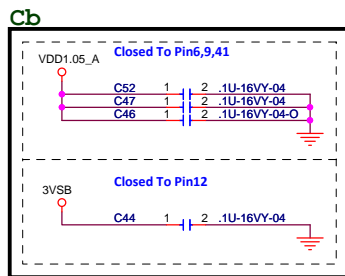 Cb
Closed To Pin6,9,41
VDD1.05_A
C52 1 2 .1U-16VY-04
C47 1 2 .1U-16VY-04
C46 1 2 .1U-16VY-04-O
Closed To Pin12
3VSB
C44 1 2 .1U-16VY-04